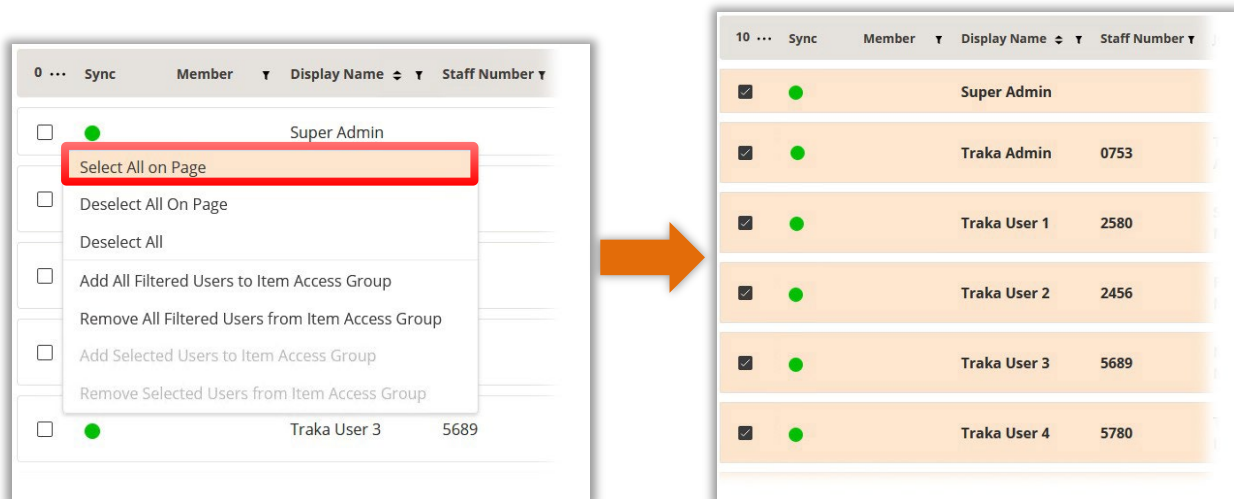 0 ... Sync Member Display Name Staff Number
Super Admin
Select All on Page
Deselect All On Page
Deselect All
Add All Filtered Users to Item Access Group
Remove All Filtered Users from Item Access Group
Add Selected Users to Item Access Group
Remove Selected Users from Item Access Group
Traka User 3 5689
10 ... Sync Member Display Name Staff Number
Super Admin
Traka Admin 0753
Traka User 1 2580
Traka User 2 2456
Traka User 3 5689
Traka User 4 5780